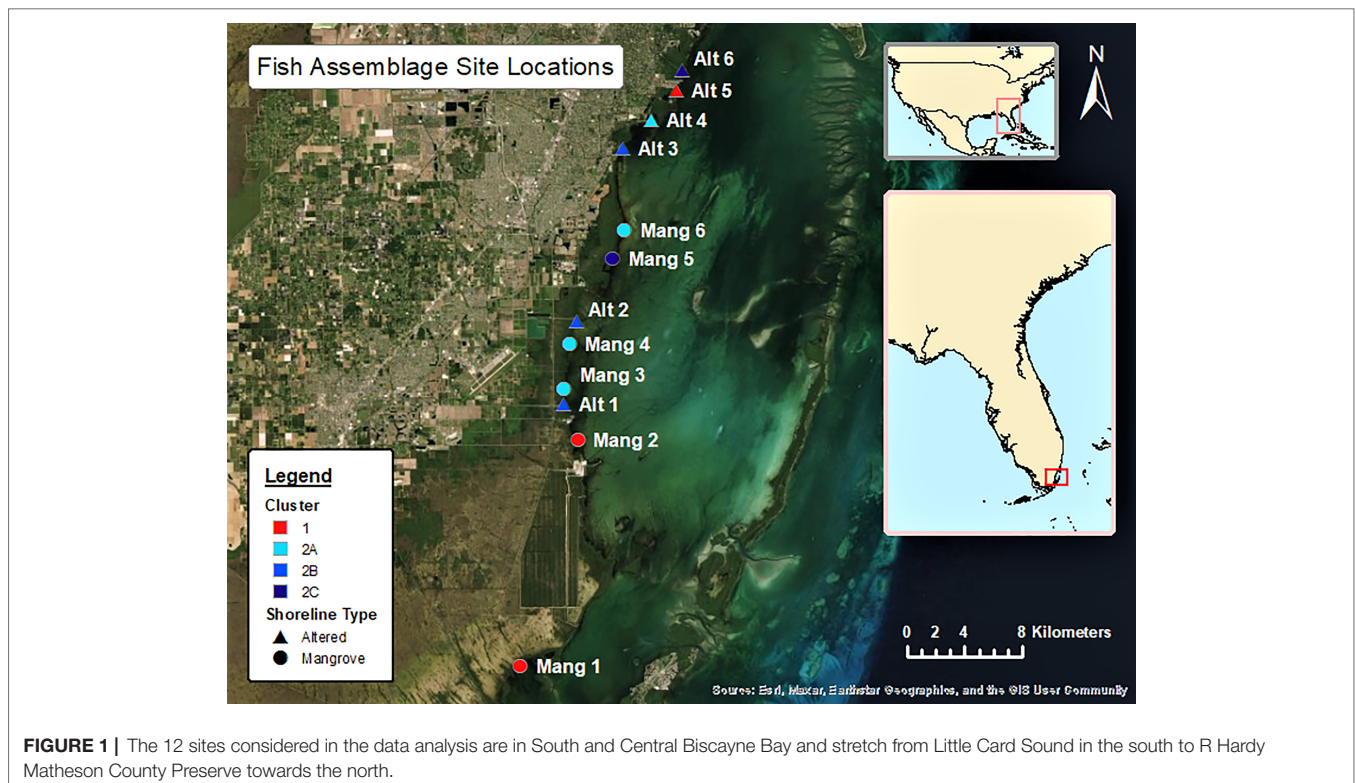 Fish Assemblage Site Locations
N
Alt 6
Alt 5
Alt 4
Alt 3
Mang 6
Mang 5
Alt 2
Mang 4
Mang 3
Alt 1
Mang 2
Mang 1
Legend
Cluster
1
2A
2B
2C
Shoreline Type
Altered
Mangrove
0 2 4 8 Kilometers
Source: Esri, Maxar, Earthstar Geographics, and the GIS User Community
FIGURE 1 | The 12 sites considered in the data analysis are in South and Central Biscayne Bay and stretch from Little Card Sound in the south to R Hardy
Matheson County Preserve towards the north.